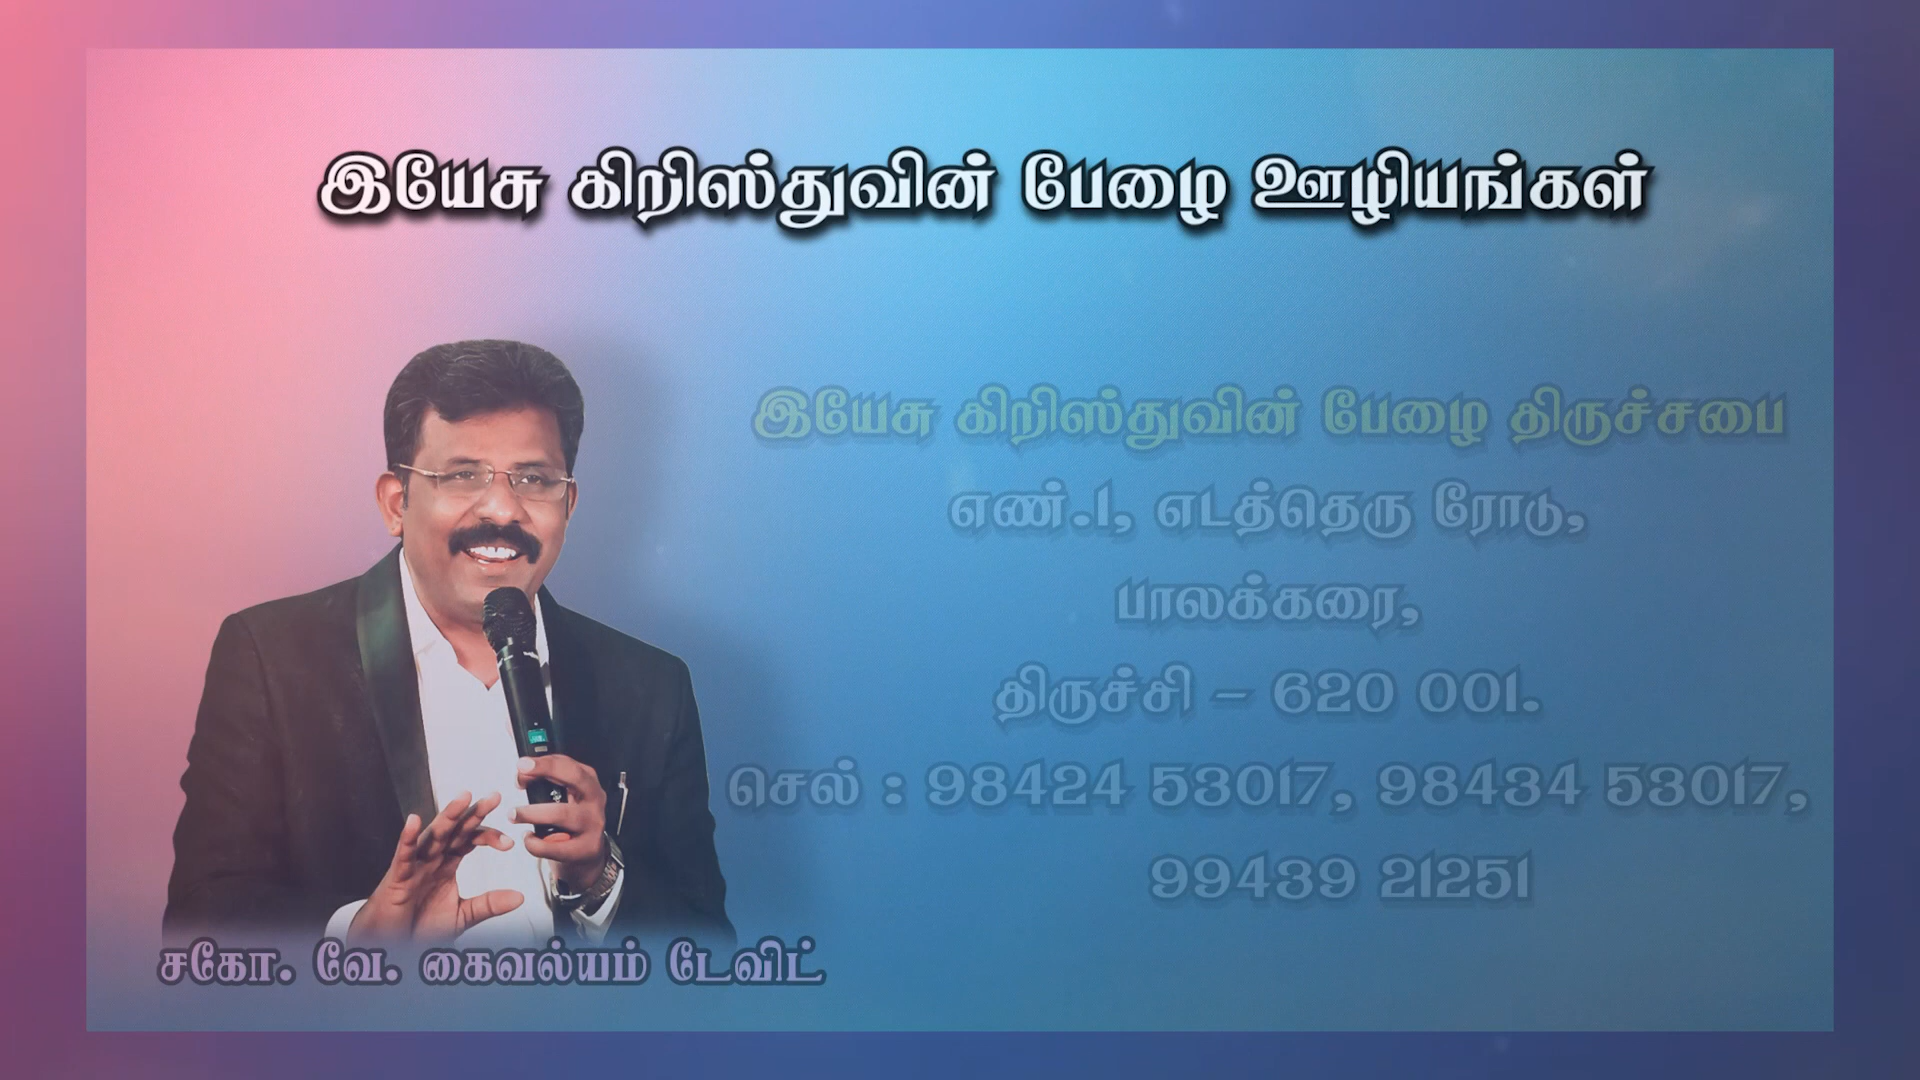 இயேசு கிறிஸ்துவின் பேழை ஊழியங்கள்
இயேசு கிறிஸ்துவின் பேழை திருச்சபை
எண்.1, எடத்தெரு ரோடு,
பாலக்கரை,
திருச்சி – 620 001.
செல் : 98424 53017, 98434 53017,
99439 21251
சகோ. வே. கைவல்யம் டேவிட்